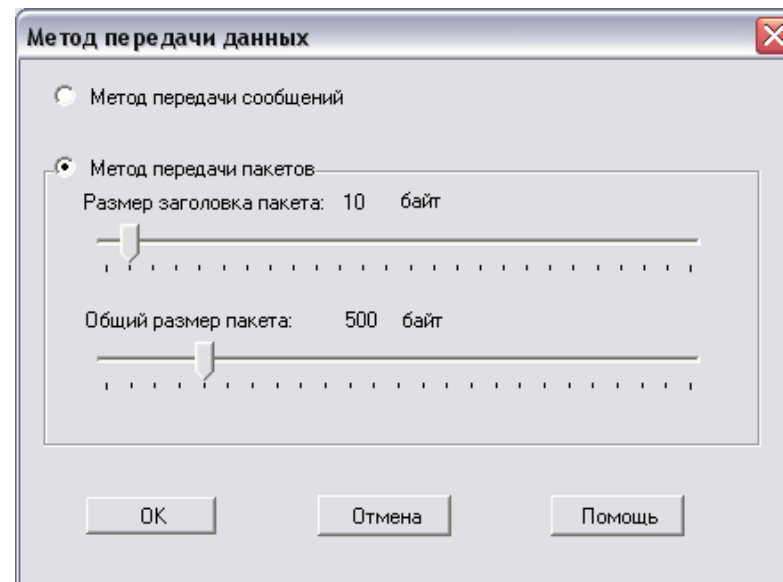 Метод передачи данных
Метод передачи сообщений
Метод передачи пакетов
Размер заголовка пакета: 10 байт
Общий размер пакета: 500 байт
OK Отмена Помощь